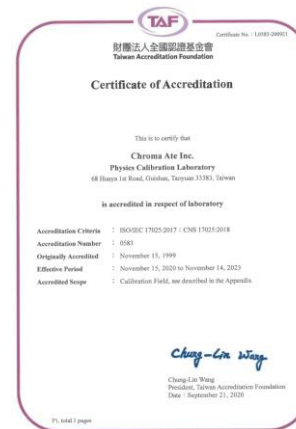 TAF
Certificate No. : L0583-200921
財團法人全國認證基金會
Taiwan Accreditation Foundation
Certificate of Accreditation
This is to certify that
Chroma Ate Inc.
Physics Calibration Laboratory
68 Huaya 1st Road, Guishan, Taoyuan 33383, Taiwan
is accredited in respect of laboratory
Accreditation Criteria : ISO/IEC 17025:2017 ; CNS 17025:2018
Accreditation Number : 0583
Originally Accredited : November 15, 1999
Effective Period : November 15, 2020 to November 14, 2023
Accredited Scope : Calibration Field, see described in the Appendix
Chung-Lin Wang
Chung-Lin Wang
President, Taiwan Accreditation Foundation
Date : September 21, 2020
P1, total 3 pages